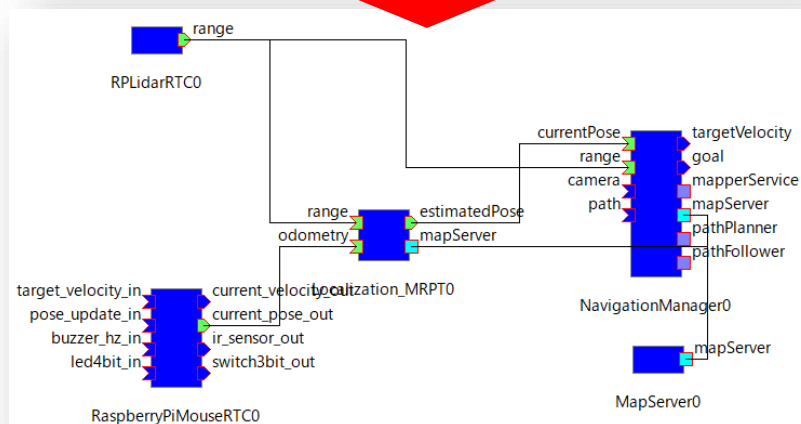 range
RPLidarRTC0
currentPose
range
camera
path
targetVelocity
goal
mapperService
mapServer
pathPlanner
pathFollower
NavigationManager0
range
odometry
estimatedPose
mapServer
Localization_MRPT0
target_velocity_in
pose_update_in
buzzer_hz_in
led4bit_in
current_velocity_out
current_pose_out
ir_sensor_out
switch3bit_out
RaspberryPiMouseRTC0
mapServer
MapServer0